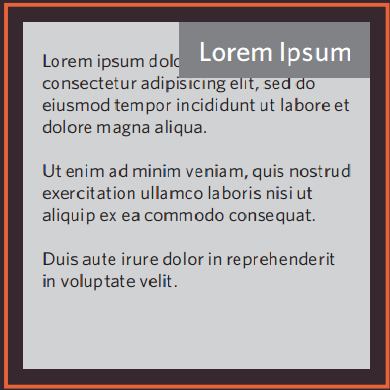 Lorem Ipsum
Lorem ipsum
consectetur adipisicing elit, sed do
eiusmod tempor incididunt ut labore et
dolore magna aliqua.
Ut enim ad minim veniam, quis nostrud
exercitation ullamco laboris nisi ut
aliquip ex ea commodo consequat.
Duis aute irure dolor in reprehenderit
in voluptate velit.